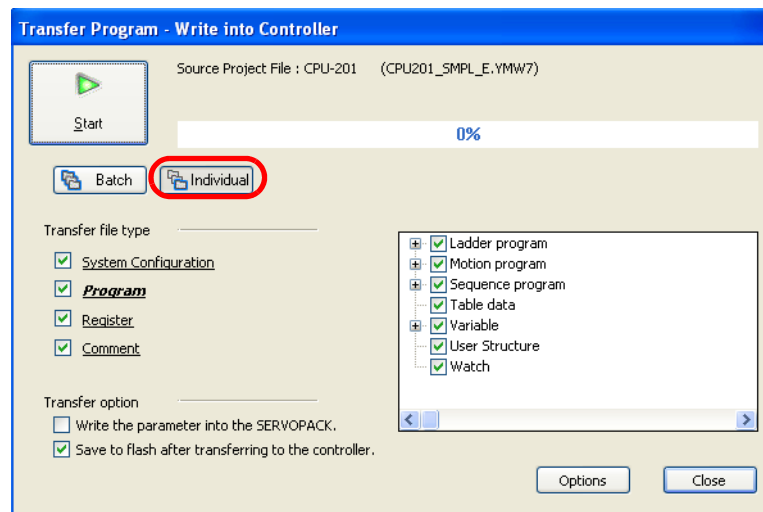 Transfer Program - Write into Controller
Source Project File : CPU-201 (CPU201_SMPL_E.YMW7)
Start
0%
Batch
Individual
Transfer file type
System Configuration
Program
Register
Comment
Ladder program
Motion program
Sequence program
Table data
Variable
User Structure
Watch
Transfer option
Write the parameter into the SERVOPACK.
Save to flash after transferring to the controller.
Options
Close